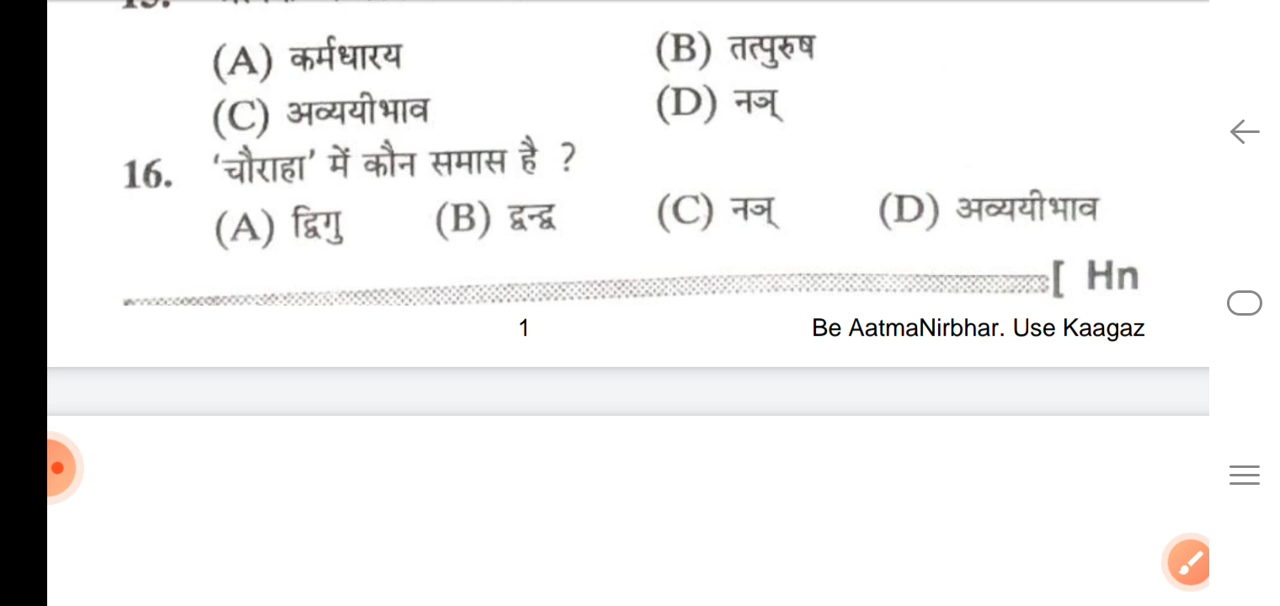 (A) कर्मधारय (B) तत्पुरुष
(C) अव्ययीभाव (D) नञ्
16. 'चौराहा' में कौन समास है ?
(A) द्विगु (B) द्वन्द्व (C) नञ् (D) अव्ययीभाव
[ Hn
1 Be AatmaNirbhar. Use Kaagaz